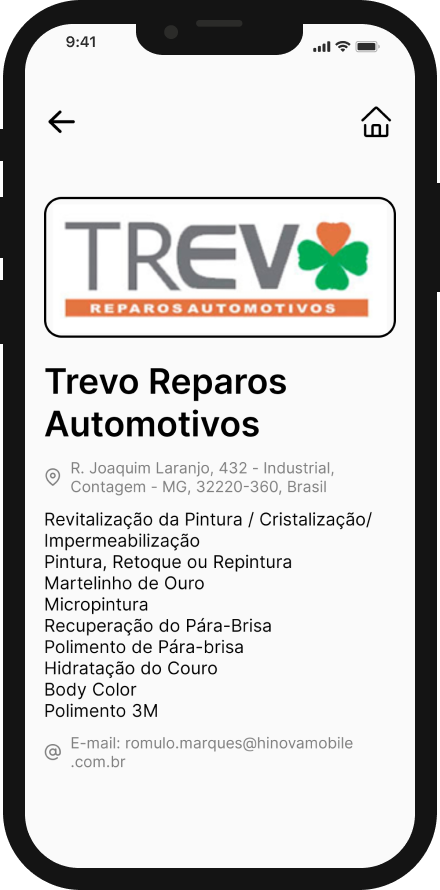 9:41
TREVO
REPAROS AUTOMOTIVOS
Trevo Reparos
Automotivos
R. Joaquim Laranjo, 432 - Industrial,
Contagem - MG, 32220-360, Brasil
Revitalização da Pintura / Cristalização/
Impermeabilização
Pintura, Retoque ou Repintura
Martelinho de Ouro
Micropintura
Recuperação do Pára-Brisa
Polimento de Pára-brisa
Hidratação do Couro
Body Color
Polimento 3M
E-mail: romulo.marques@hinovamobile
.com.br